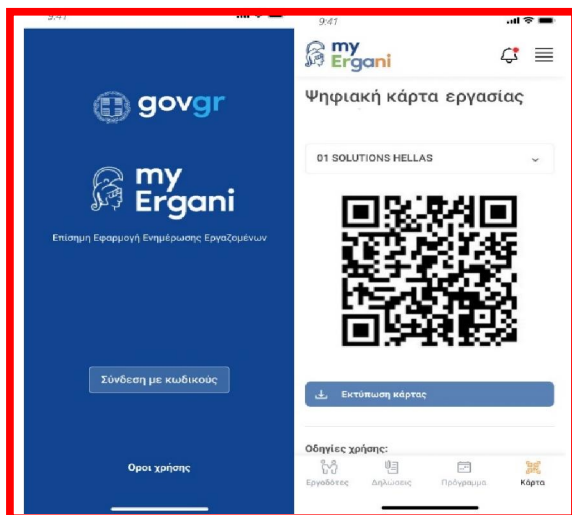 9:41
govgr
my
Ergani
Επίσημη Εφαρμογή Ενημέρωσης Εργαζομένων
Σύνδεση με κωδικούς
Οροι χρήσης
9:41
my
Ergani
Ψηφιακή κάρτα εργασίας
01 SOLUTIONS HELLAS
Εκτύπωση κάρτας
Οδηγίες χρήσης:
Εργοδότες
Δηλώσεις
Πρόγραμμα
Κάρτα